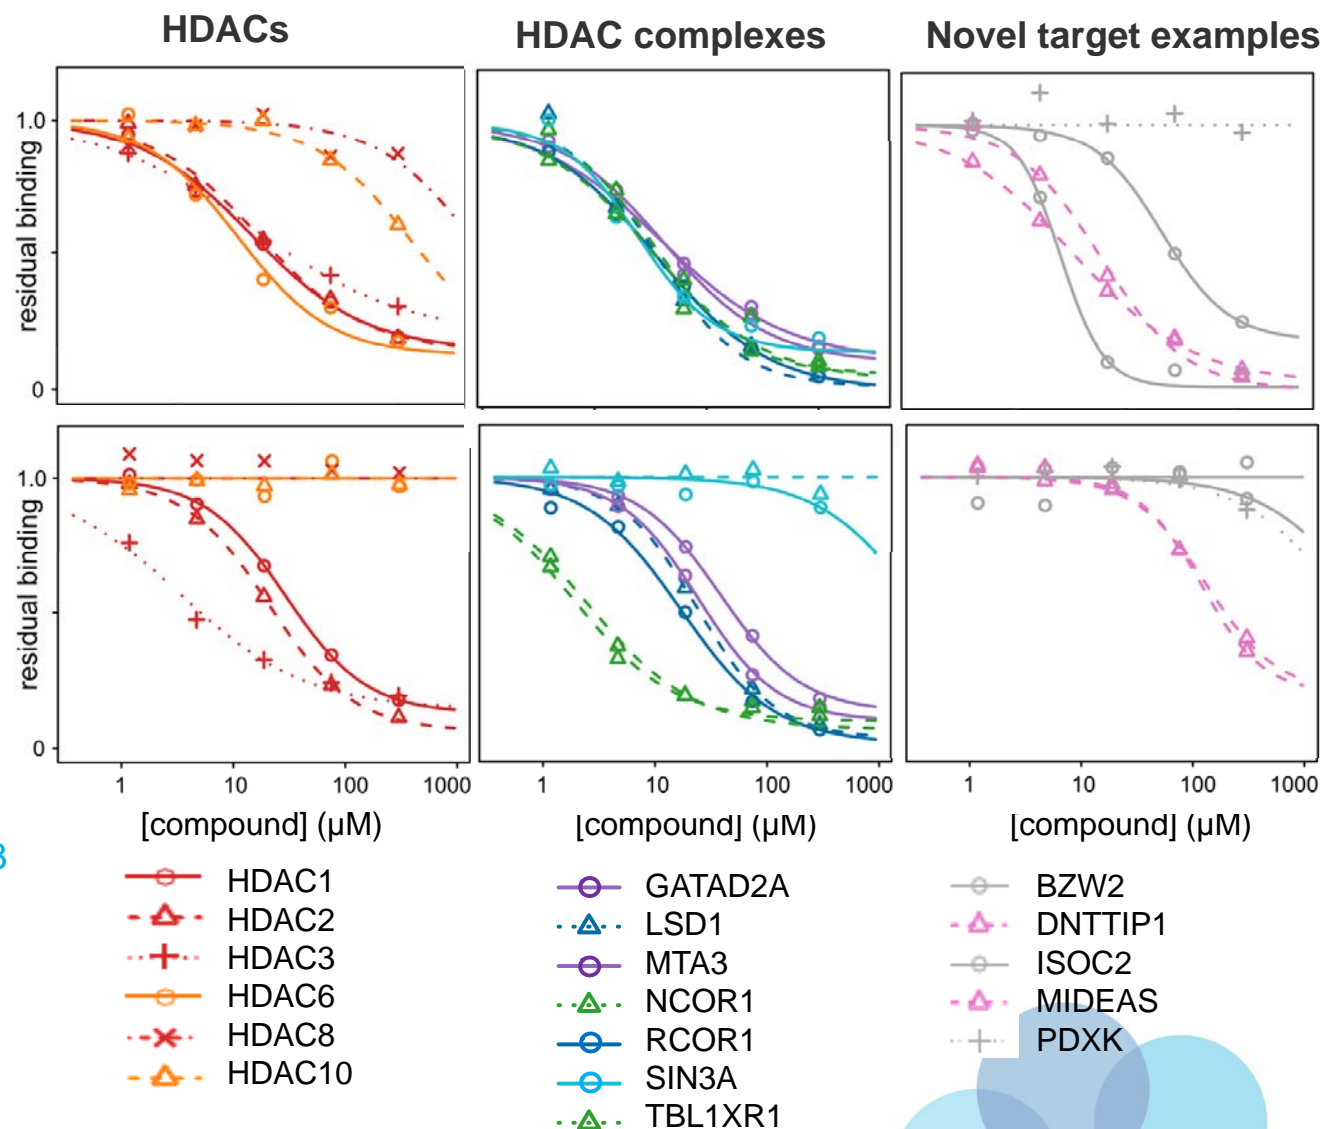 HDACs
HDAC complexes
Novel target examples
residual binding
1.0
0
residual binding
1.0
0
1 10 100 1000
1 10 100 1000
1 10 100 1000
[compound] (µM)
[compound] (µM)
[compound] (µM)
3
HDAC1
HDAC2
HDAC3
HDAC6
HDAC8
HDAC10
GATAD2A
LSD1
MTA3
NCOR1
RCOR1
SIN3A
TBL1XR1
BZW2
DNTTIP1
ISOC2
MIDEAS
PDXK